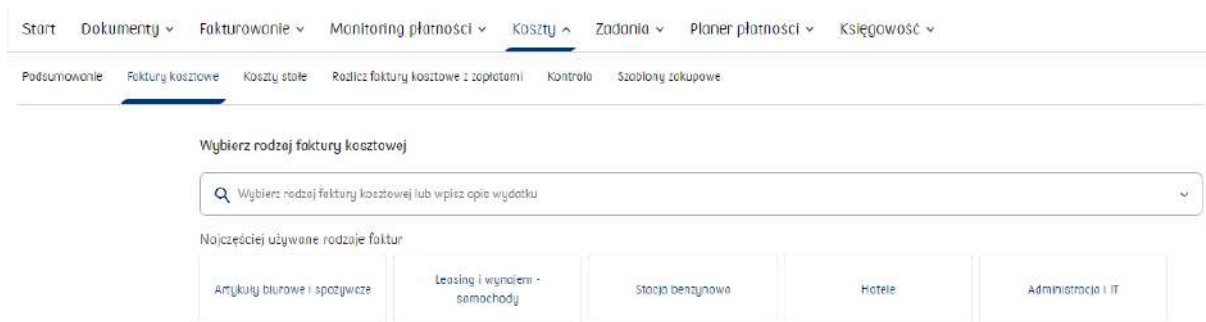 Start Dokumenty Fakturowanie Monitoring płatności Koszty Zadania Planer płatności Księgowość
Podsumowanie Faktury kosztowe Koszty stałe Rozlicz faktury kosztowe z zapłatami Kontrola Szablony zakupowe
Wybierz rodzaj faktury kosztowej
Wybierz rodzaj faktury kosztowej lub wpisz opis wydatku
Najczęściej używane rodzaje faktur
Artykuły biurowe i spożywcze
Leasing i wynajem -
samochody
Stacja benzynowa
Hotele
Administracja i IT